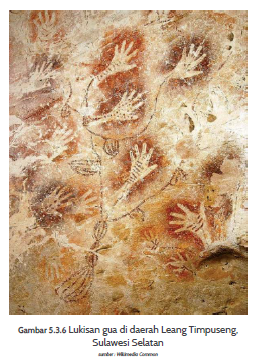 Gambar 5.3.6 Lukisan gua di daerah Leang Timpuseng,
Sulawesi Selatan
sumber : Wikimedia Common